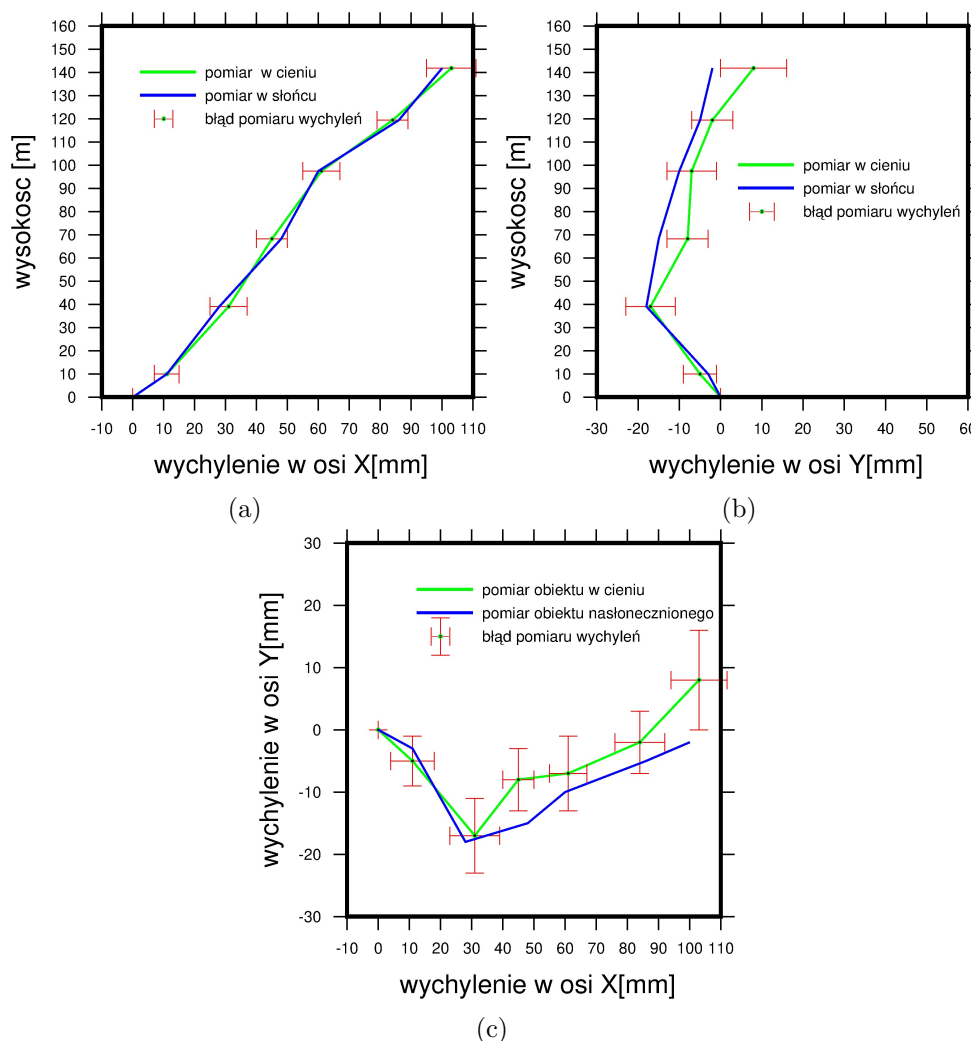 160
150
140
130
120
110
100
90
80
70
60
50
40
30
20
10
0
wysokosc [m]
pomiar w cieniu
pomiar w słońcu
błąd pomiaru wychyleń
-10 0 10 20 30 40 50 60 70 80 90 100 110
wychylenie w osi X[mm]
(a)
160
150
140
130
120
110
100
90
80
70
60
50
40
30
20
10
0
wysokosc [m]
pomiar w cieniu
pomiar w słońcu
błąd pomiaru wychyleń
-30 -20 -10 0 10 20 30 40 50 60
wychylenie w osi Y[mm]
(b)
30
20
10
0
-10
-20
-30
wychylenie w osi Y[mm]
pomiar obiektu w cieniu
pomiar obiektu nasłonecznionego
błąd pomiaru wychyleń
-10 0 10 20 30 40 50 60 70 80 90 100 110
wychylenie w osi X[mm]
(c)